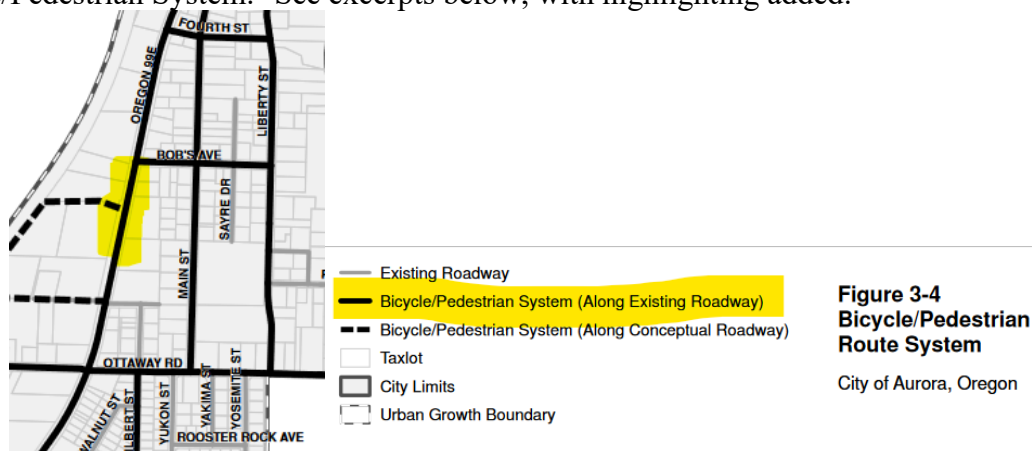 /Pedestrian System." See excerpts below, with highlighting added.
FOURTH ST
OREGON 99E
LIBERTY ST
BOB'S AVE
SAYRE DR
MAIN ST
OTTAWAY RD
WALNUT ST
LBERT ST
YUKON ST
YAKIMA ST
YOSEMITE ST
ROOSTER ROCK AVE
Existing Roadway
Bicycle/Pedestrian System (Along Existing Roadway)
Bicycle/Pedestrian System (Along Conceptual Roadway)
Taxlot
City Limits
Urban Growth Boundary
Figure 3-4
Bicycle/Pedestrian
Route System
City of Aurora, Oregon